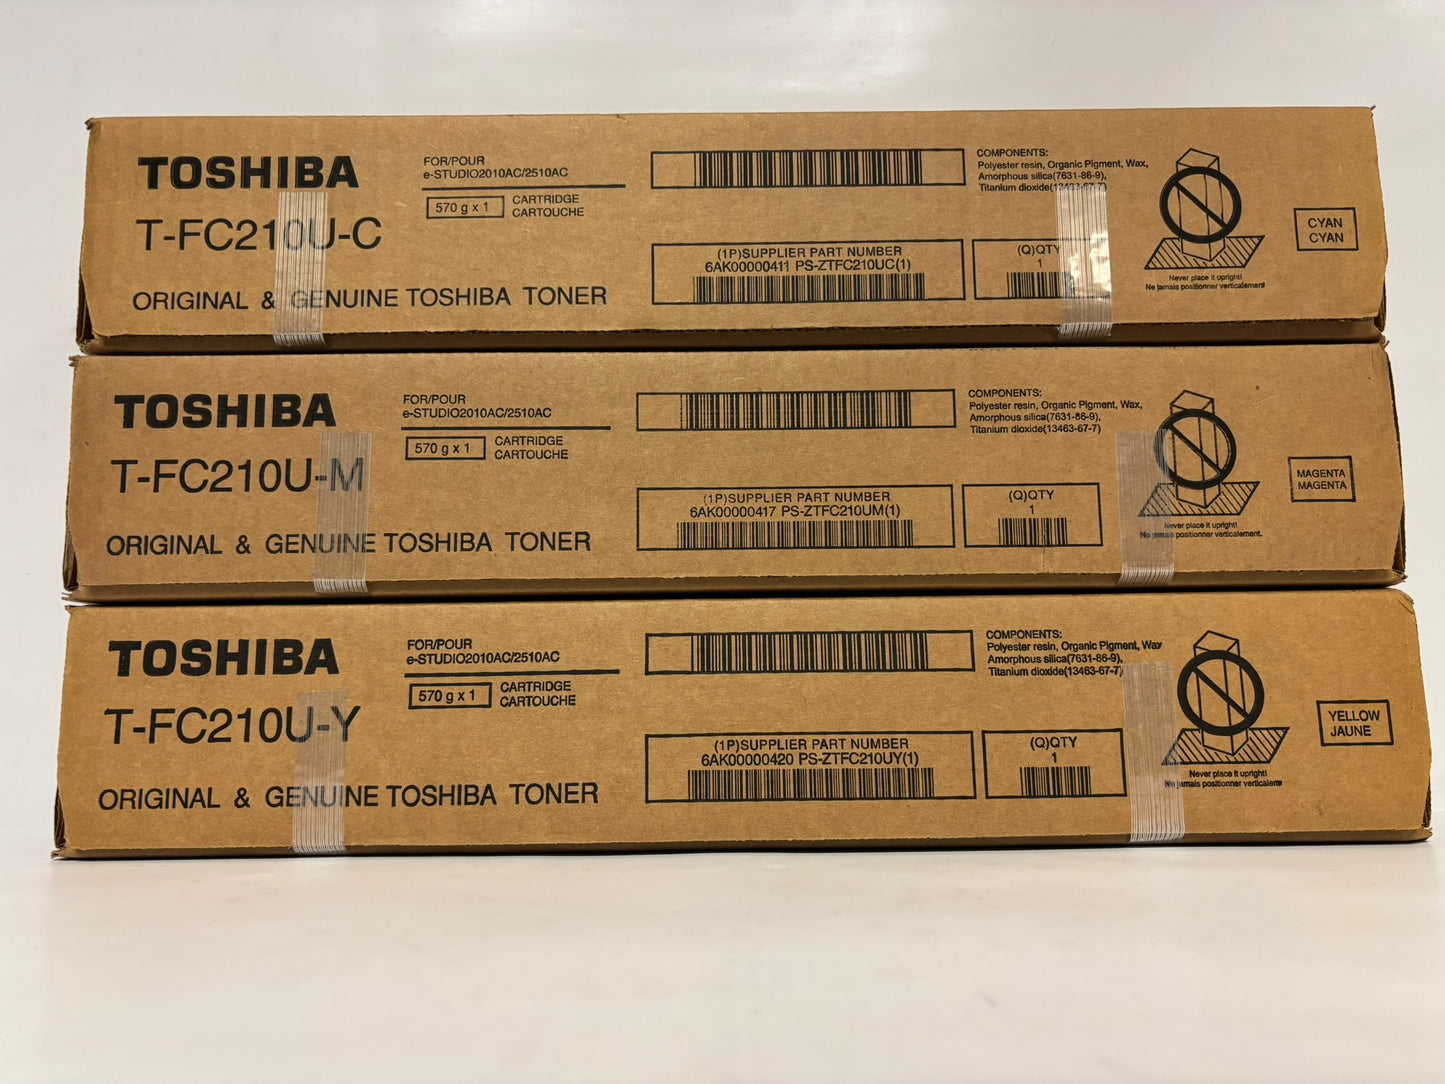 TOSHIBA
T-FC210U-C
ORIGINAL & GENUINE TOSHIBA TONER
FOR/POUR
e-STUDIO2010AC/2510AC
570 g x 1
CARTRIDGE
CARTOUCHE
(1P)SUPPLIER PART NUMBER
6AK00000411 PS-ZTFC210UC(1)
(Q)QTY
1
COMPONENTS:
Polyester resin, Organic Pigment, Wax,
Amorphous silica(7631-86-9),
Titanium dioxide(13463-67-7)
Never place it upright!
Ne jamais positionner verticalement
CYAN
CYAN
TOSHIBA
T-FC210U-M
ORIGINAL & GENUINE TOSHIBA TONER
FOR/POUR
e-STUDIO2010AC/2510AC
570 g x 1
CARTRIDGE
CARTOUCHE
(1P)SUPPLIER PART NUMBER
6AK00000417 PS-ZTFC210UM(1)
(Q)QTY
1
COMPONENTS:
Polyester resin, Organic Pigment, Wax,
Amorphous silica(7631-86-9),
Titanium dioxide(13463-67-7)
Never place it upright!
Ne jamais positionner verticalement.
MAGENTA
MAGENTA
TOSHIBA
T-FC210U-Y
ORIGINAL & GENUINE TOSHIBA TONER
FOR/POUR
e-STUDIO2010AC/2510AC
570 g x 1
CARTRIDGE
CARTOUCHE
(1P)SUPPLIER PART NUMBER
6AK00000420 PS-ZTFC210UY(1)
(Q)QTY
1
COMPONENTS:
Polyester resin, Organic Pigment, Wax
Amorphous silica(7631-86-9),
Titanium dioxide(13463-67-7)
Never place it upright!
Ne jamais positionner verticalement
YELLOW
JAUNE